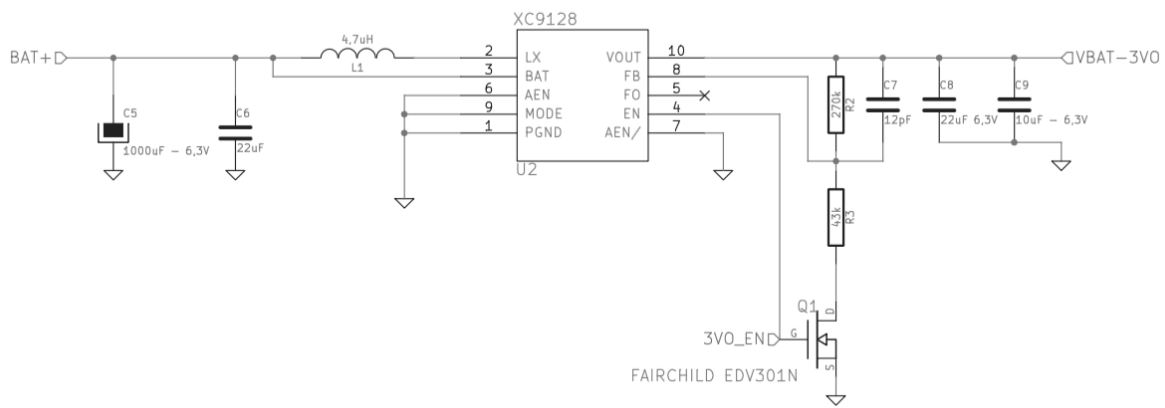 XC9128
BAT+
4,7uH
L1
2 LX
3 BAT
6 AEN
9 MODE
1 PGND
VOUT 10
FB 8
FO 5
EN 4
AEN/ 7
U2
VBAT-3V0
C5
1000uF - 6,3V
C6
22uF
270k
R2
C7
12pF
C8
22uF 6,3V
C9
10uF - 6,3V
43k
R3
Q1
D
G
S
3V0_EN
FAIRCHILD EDV301N